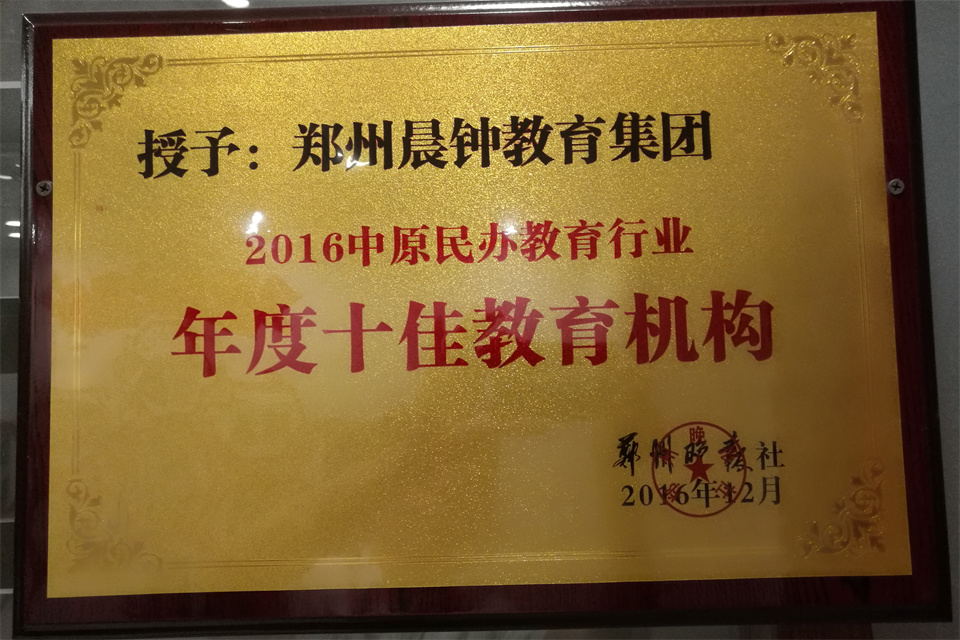 授予：郑州晨钟教育集团
2016中原民办教育行业
年度十佳教育机构
郑州晚报社
2016年12月